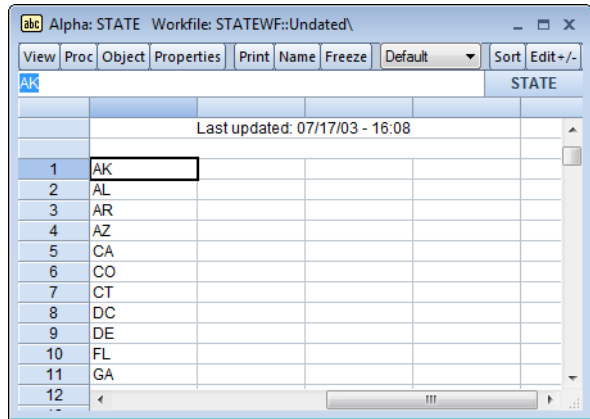 abc Alpha: STATE Workfile: STATEWF::Undated\
View Proc Object Properties Print Name Freeze Default Sort Edit+/-
AK STATE
Last updated: 07/17/03 - 16:08
1 AK
2 AL
3 AR
4 AZ
5 CA
6 CO
7 CT
8 DC
9 DE
10 FL
11 GA
12